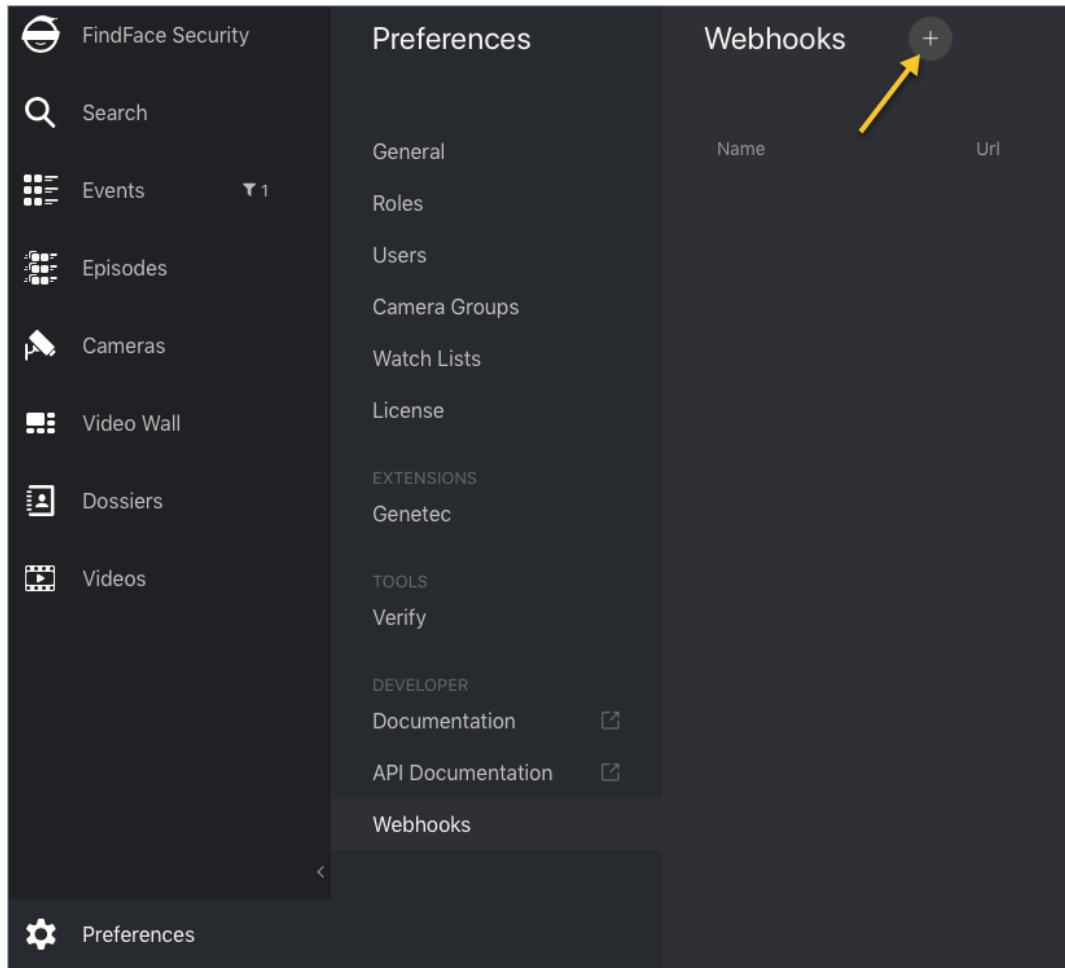 FindFace Security
Search
Events 1
Episodes
Cameras
Video Wall
Dossiers
Videos
Preferences
Preferences
General
Roles
Users
Camera Groups
Watch Lists
License
EXTENSIONS
Genetec
TOOLS
Verify
DEVELOPER
Documentation
API Documentation
Webhooks
Webhooks +
Name Url